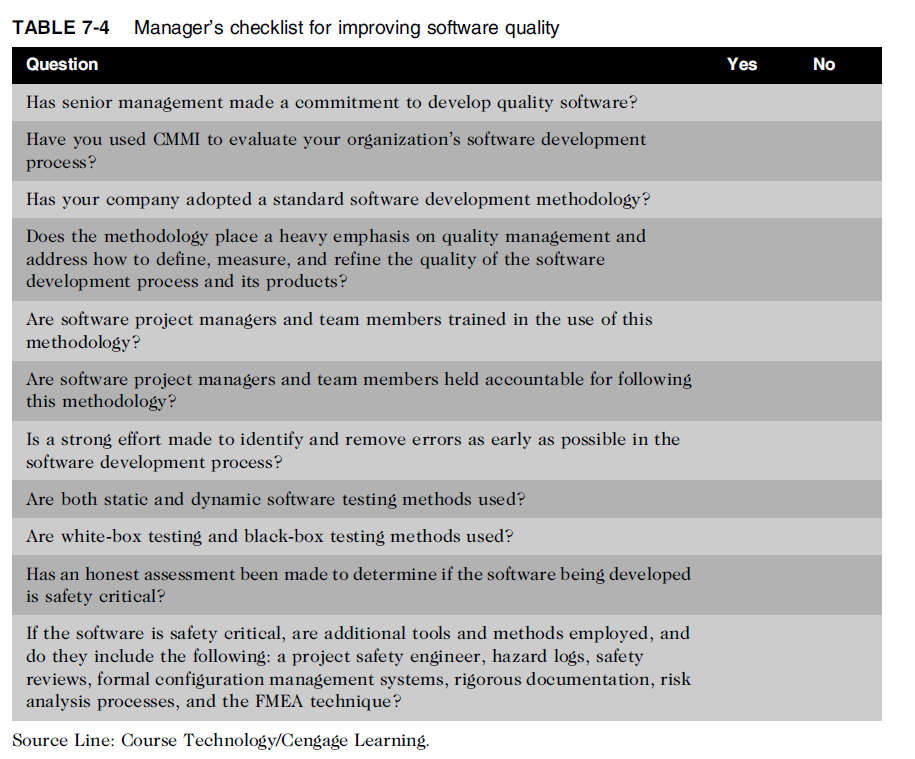 TABLE 7-4 Manager's checklist for improving software quality
Question Yes No
Has senior management made a commitment to develop quality software?
Have you used CMMI to evaluate your organization's software development
process?
Has your company adopted a standard software development methodology?
Does the methodology place a heavy emphasis on quality management and
address how to define, measure, and refine the quality of the software
development process and its products?
Are software project managers and team members trained in the use of this
methodology?
Are software project managers and team members held accountable for following
this methodology?
Is a strong effort made to identify and remove errors as early as possible in the
software development process?
Are both static and dynamic software testing methods used?
Are white-box testing and black-box testing methods used?
Has an honest assessment been made to determine if the software being developed
is safety critical?
If the software is safety critical, are additional tools and methods employed, and
do they include the following: a project safety engineer, hazard logs, safety
reviews, formal configuration management systems, rigorous documentation, risk
analysis processes, and the FMEA technique?
Source Line: Course Technology/Cengage Learning.